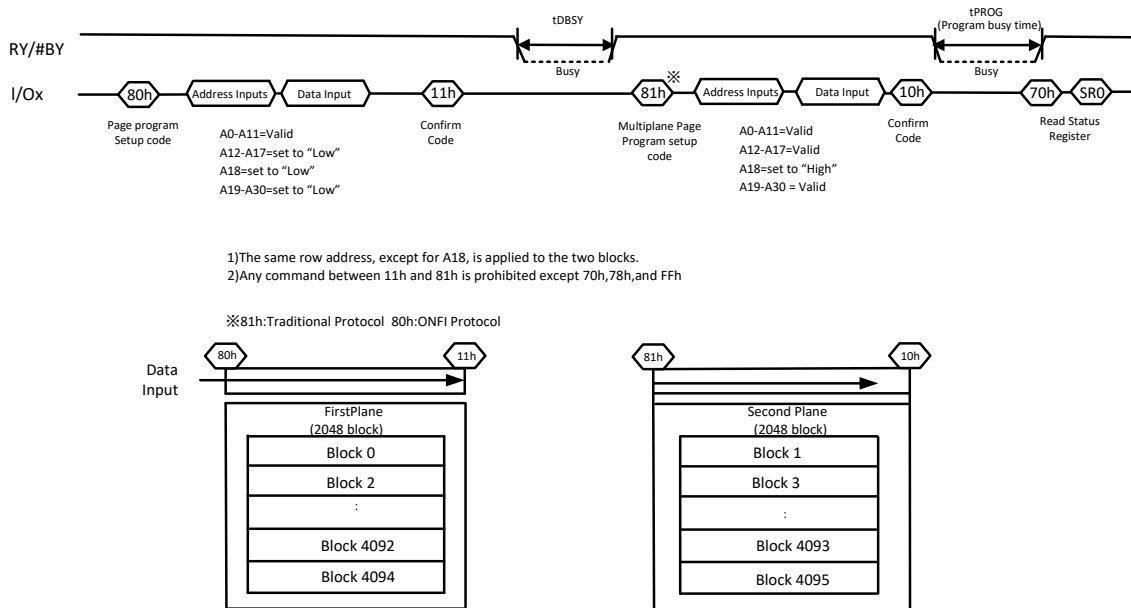 tDBSY
tPROG
(Program busy time)
RY/#BY
Busy
Busy
I/Ox
80h
Address Inputs
Data Input
11h
81h
※
Address Inputs
Data Input
10h
70h
SR0
Page program
Setup code
A0-A11=Valid
A12-A17=set to “Low”
A18=set to “Low”
A19-A30=set to “Low”
Confirm
Code
Multiplane Page
Program setup
code
A0-A11=Valid
A12-A17=Valid
A18=set to “High”
A19-A30 = Valid
Confirm
Code
Read Status
Register
1)The same row address, except for A18, is applied to the two blocks.
2)Any command between 11h and 81h is prohibited except 70h,78h,and FFh
※81h:Traditional Protocol 80h:ONFI Protocol
80h
11h
Data
Input
FirstPlane
(2048 block)
Block 0
Block 2
:
Block 4092
Block 4094
81h
10h
Second Plane
(2048 block)
Block 1
Block 3
:
Block 4093
Block 4095